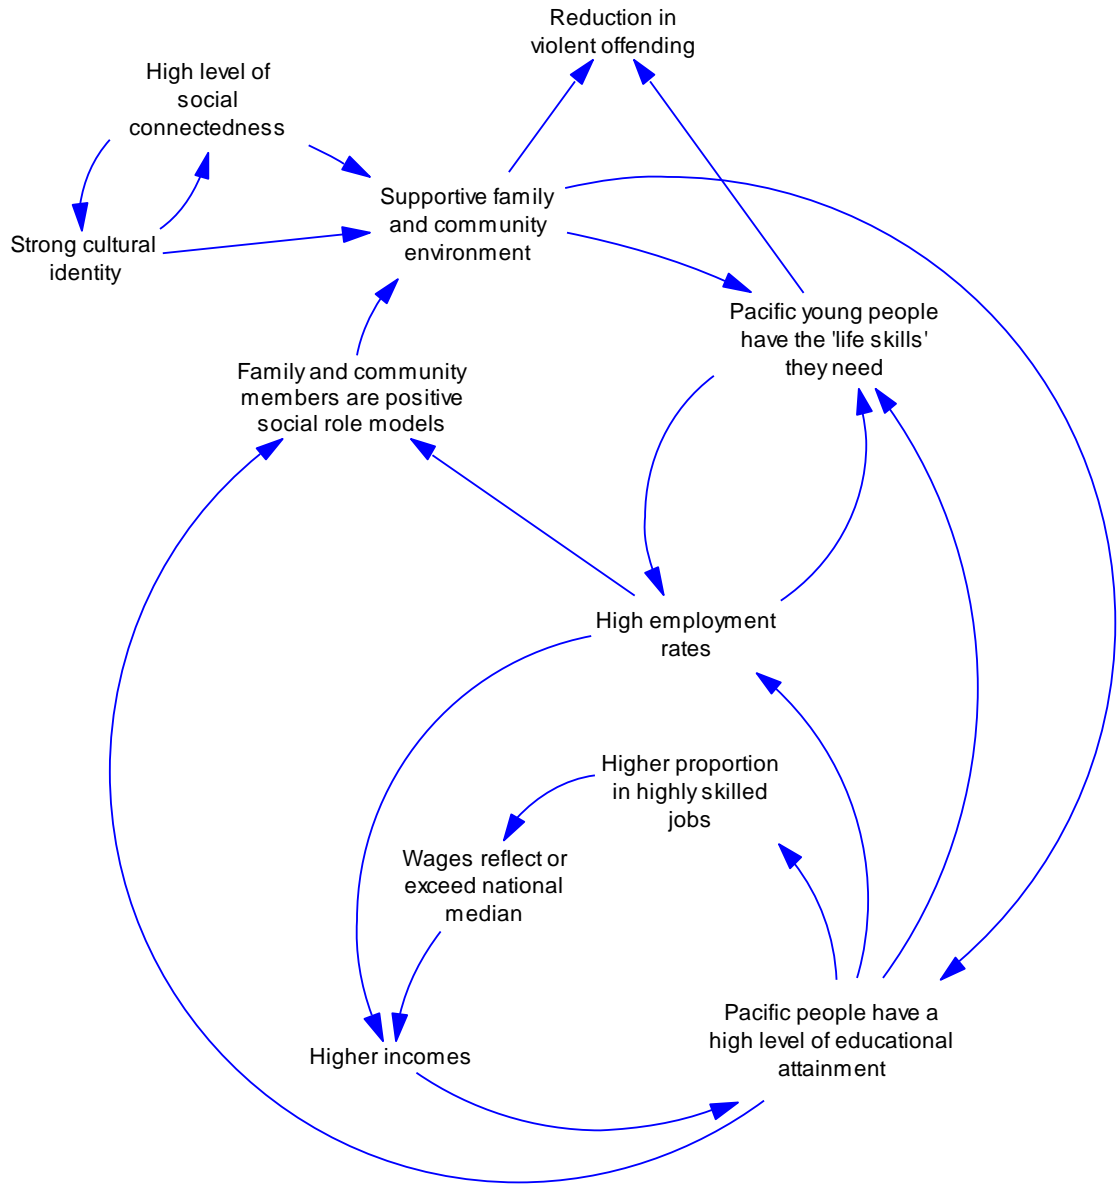 Reduction in
violent offending
High level of
social
connectedness
Supportive family
and community
environment
Strong cultural
identity
Pacific young people
have the 'life skills'
they need
Family and community
members are positive
social role models
High employment
rates
Higher proportion
in highly skilled
jobs
Wages reflect or
exceed national
median
Pacific people have a
high level of educational
attainment
Higher incomes